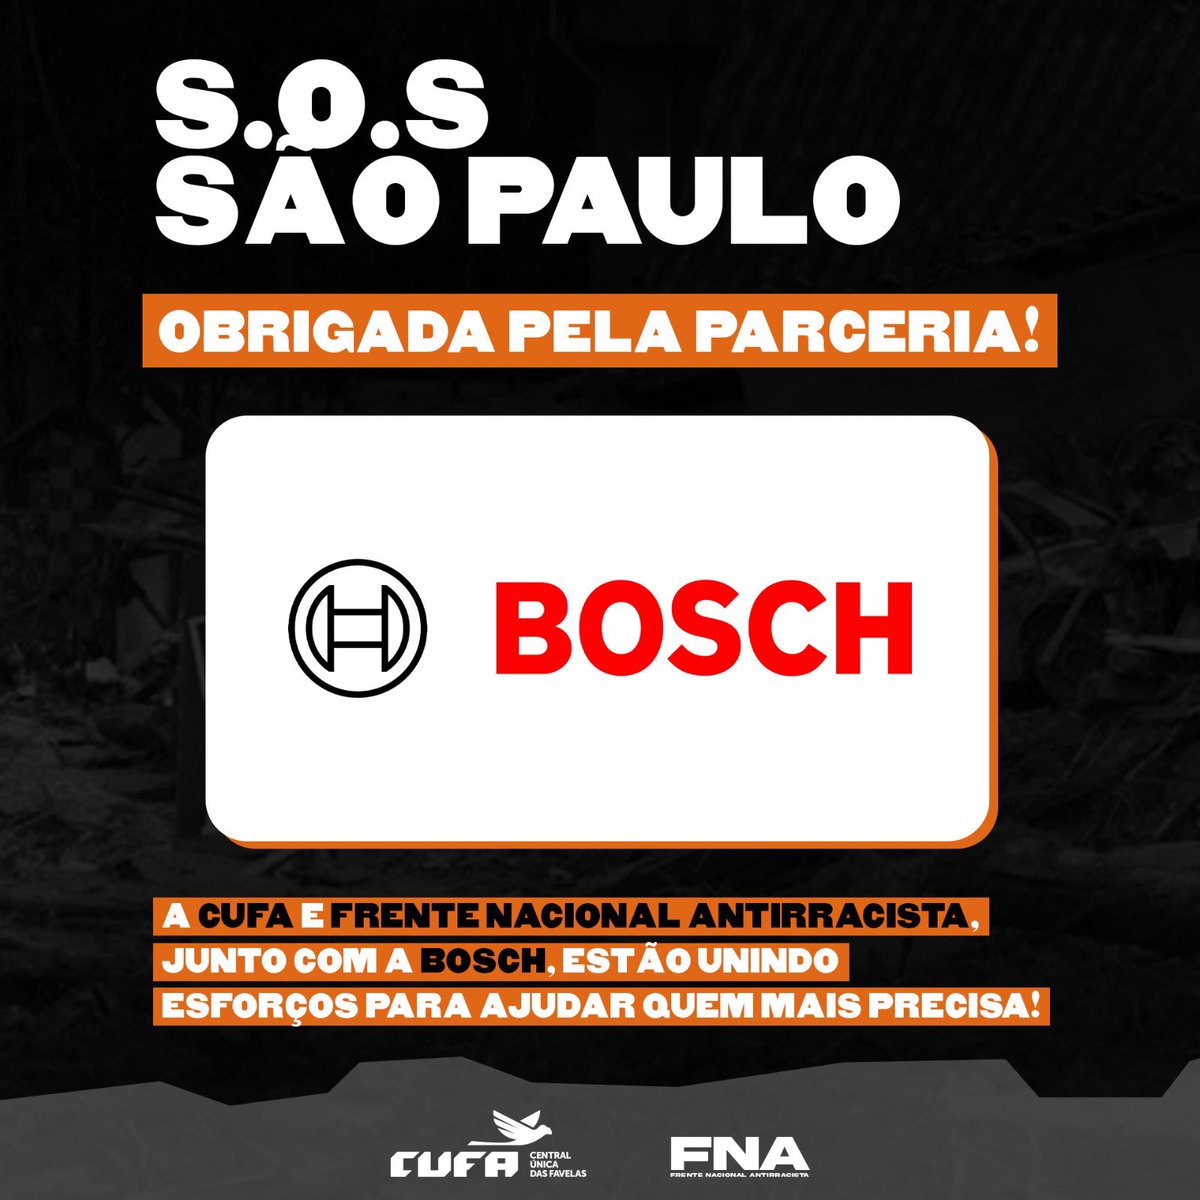 S.O.S
SÃO PAULO
OBRIGADA PELA PARCERIA!
BOSCH
A CUFA E FRENTE NACIONAL ANTIRRACISTA,
JUNTO COM A BOSCH, ESTÃO UNINDO
ESFORÇOS PARA AJUDAR QUEM MAIS PRECISA!
CUFA
CENTRAL
ÚNICA
DAS FAVELAS
FNA
FRENTE NACIONAL ANTIRRACISTA